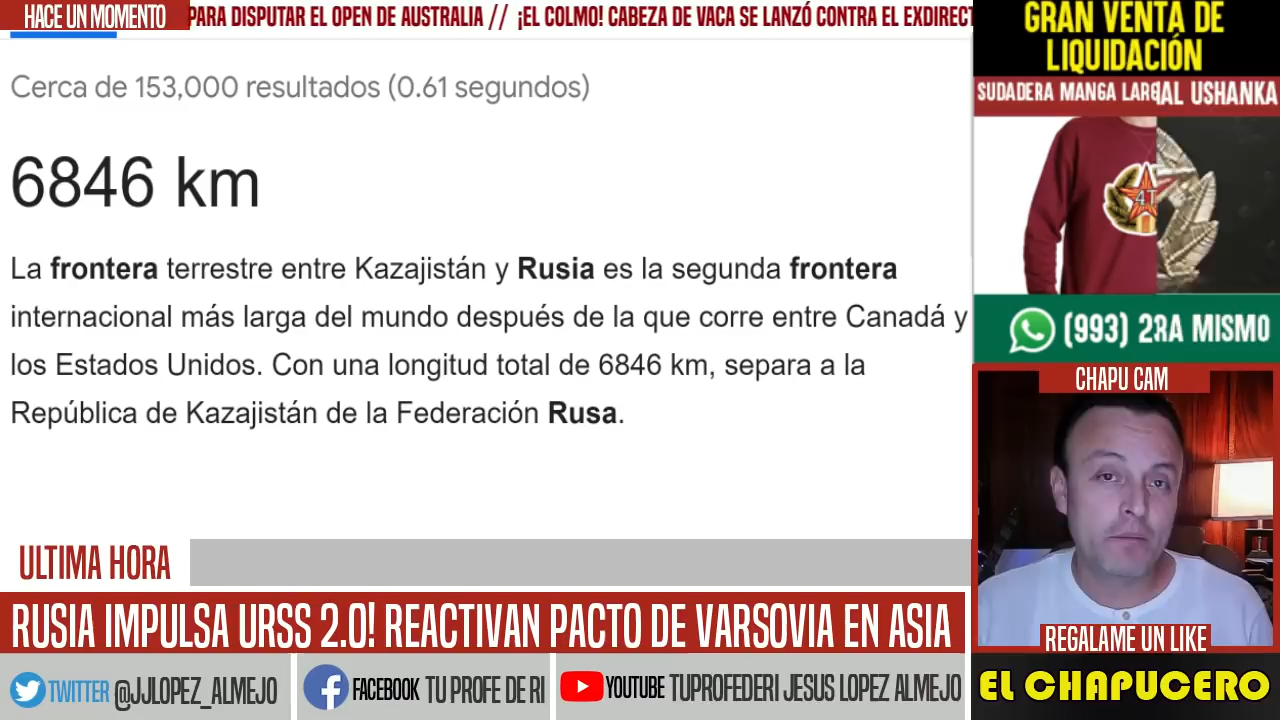 HACE UN MOMENTO
PARA DISPUTAR EL OPEN DE AUSTRALIA // ¡EL COLMO! CABEZA DE VACA SE LANZÓ CONTRA EL EXDIRECT
Cerca de 153,000 resultados (0.61 segundos)
6846 km
La frontera terrestre entre Kazajistán y Rusia es la segunda frontera
internacional más larga del mundo después de la que corre entre Canadá y
los Estados Unidos. Con una longitud total de 6846 km, separa a la
República de Kazajistán de la Federación Rusa.
GRAN VENTA DE
LIQUIDACIÓN
SUDADERA MANGA LARG
AL USHANKA
4T
(993) 2
RA MISMO
CHAPU CAM
REGALAME UN LIKE
EL CHAPUCERO
ULTIMA HORA
RUSIA IMPULSA URSS 2.0! REACTIVAN PACTO DE VARSOVIA EN ASIA
TWITTER @JJLOPEZ_ALMEJO
FACEBOOK TU PROFE DE RI
YOUTUBE TUPROFEDERI JESUS LOPEZ ALMEJO